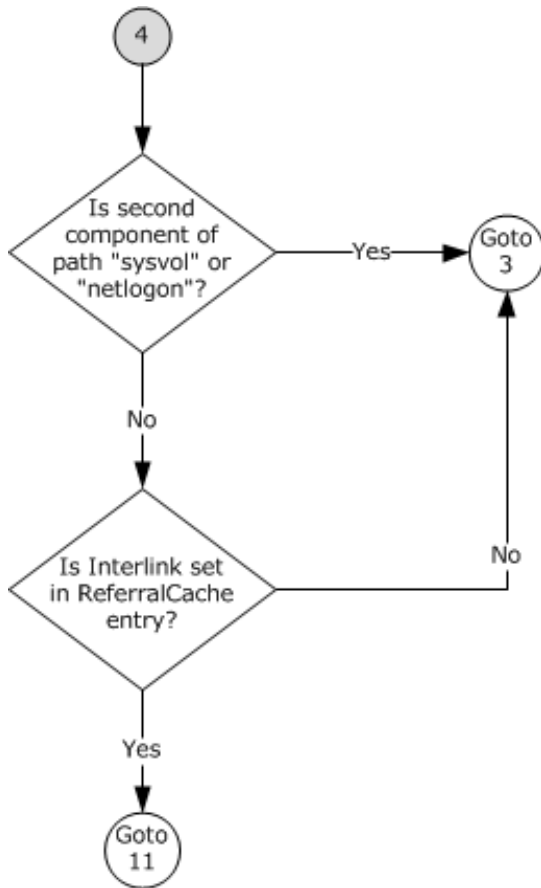 4
Is second
component of
path "sysvol" or
"netlogon"?
Yes
Goto
3
No
Is Interlink set
in ReferralCache
entry?
No
Yes
Goto
11